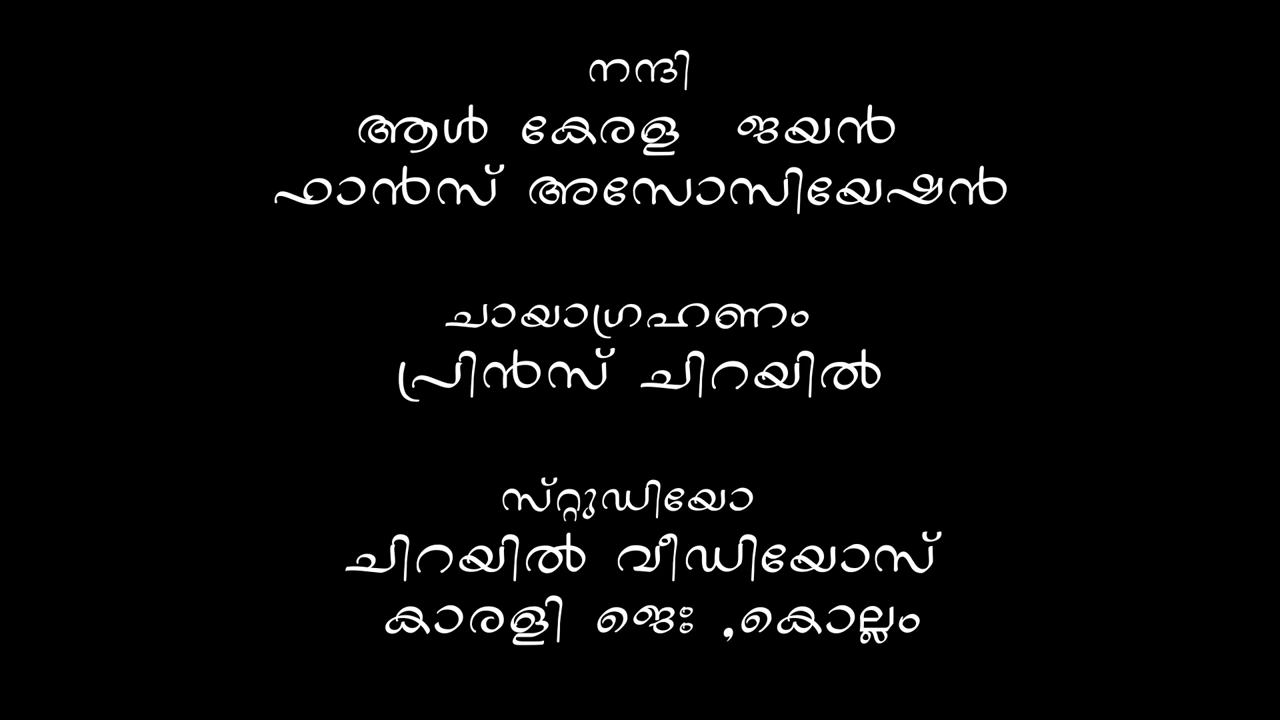 നന്ദി
ആൾ കേരള ജയൻ
ഫാൻസ് അസോസിയേഷൻ
ചായാഗ്രഹണം
പ്രിൻസ് ചിറയിൽ
സ്റ്റുഡിയോ
ചിറയിൽ വീഡിയോസ്
കാരളി ജെഃ ,കൊല്ലം